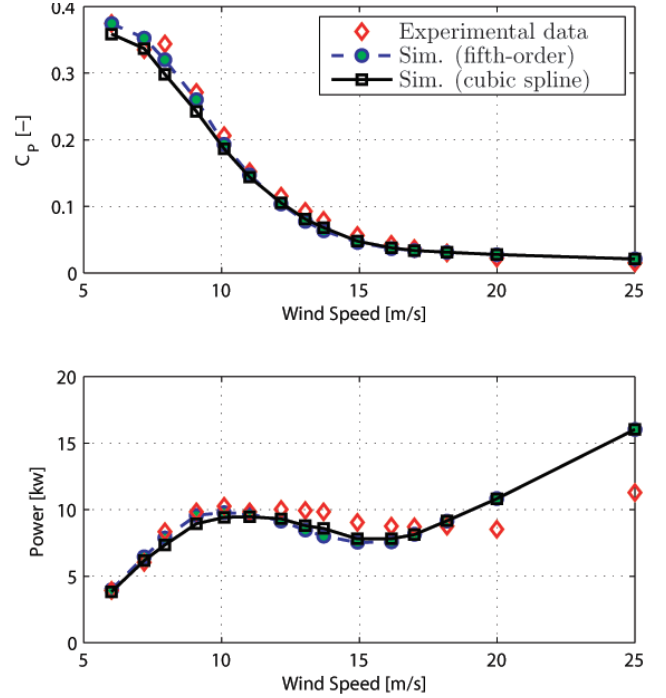 0.4
0.3
0.2
0.1
0
C_P [-]
Experimental data
Sim. (fifth-order)
Sim. (cubic spline)
5 10 15 20 25
Wind Speed [m/s]
20
15
10
5
0
Power [kw]
5 10 15 20 25
Wind Speed [m/s]